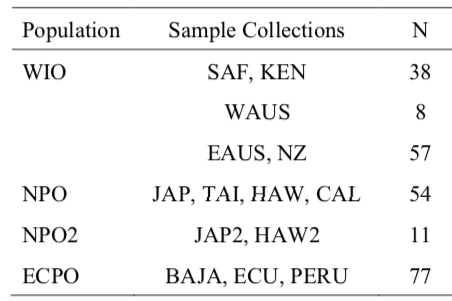 Population Sample Collections N
WIO SAF, KEN 38
WAUS 8
EAUS, NZ 57
NPO JAP, TAI, HAW, CAL 54
NPO2 JAP2, HAW2 11
ECPO BAJA, ECU, PERU 77